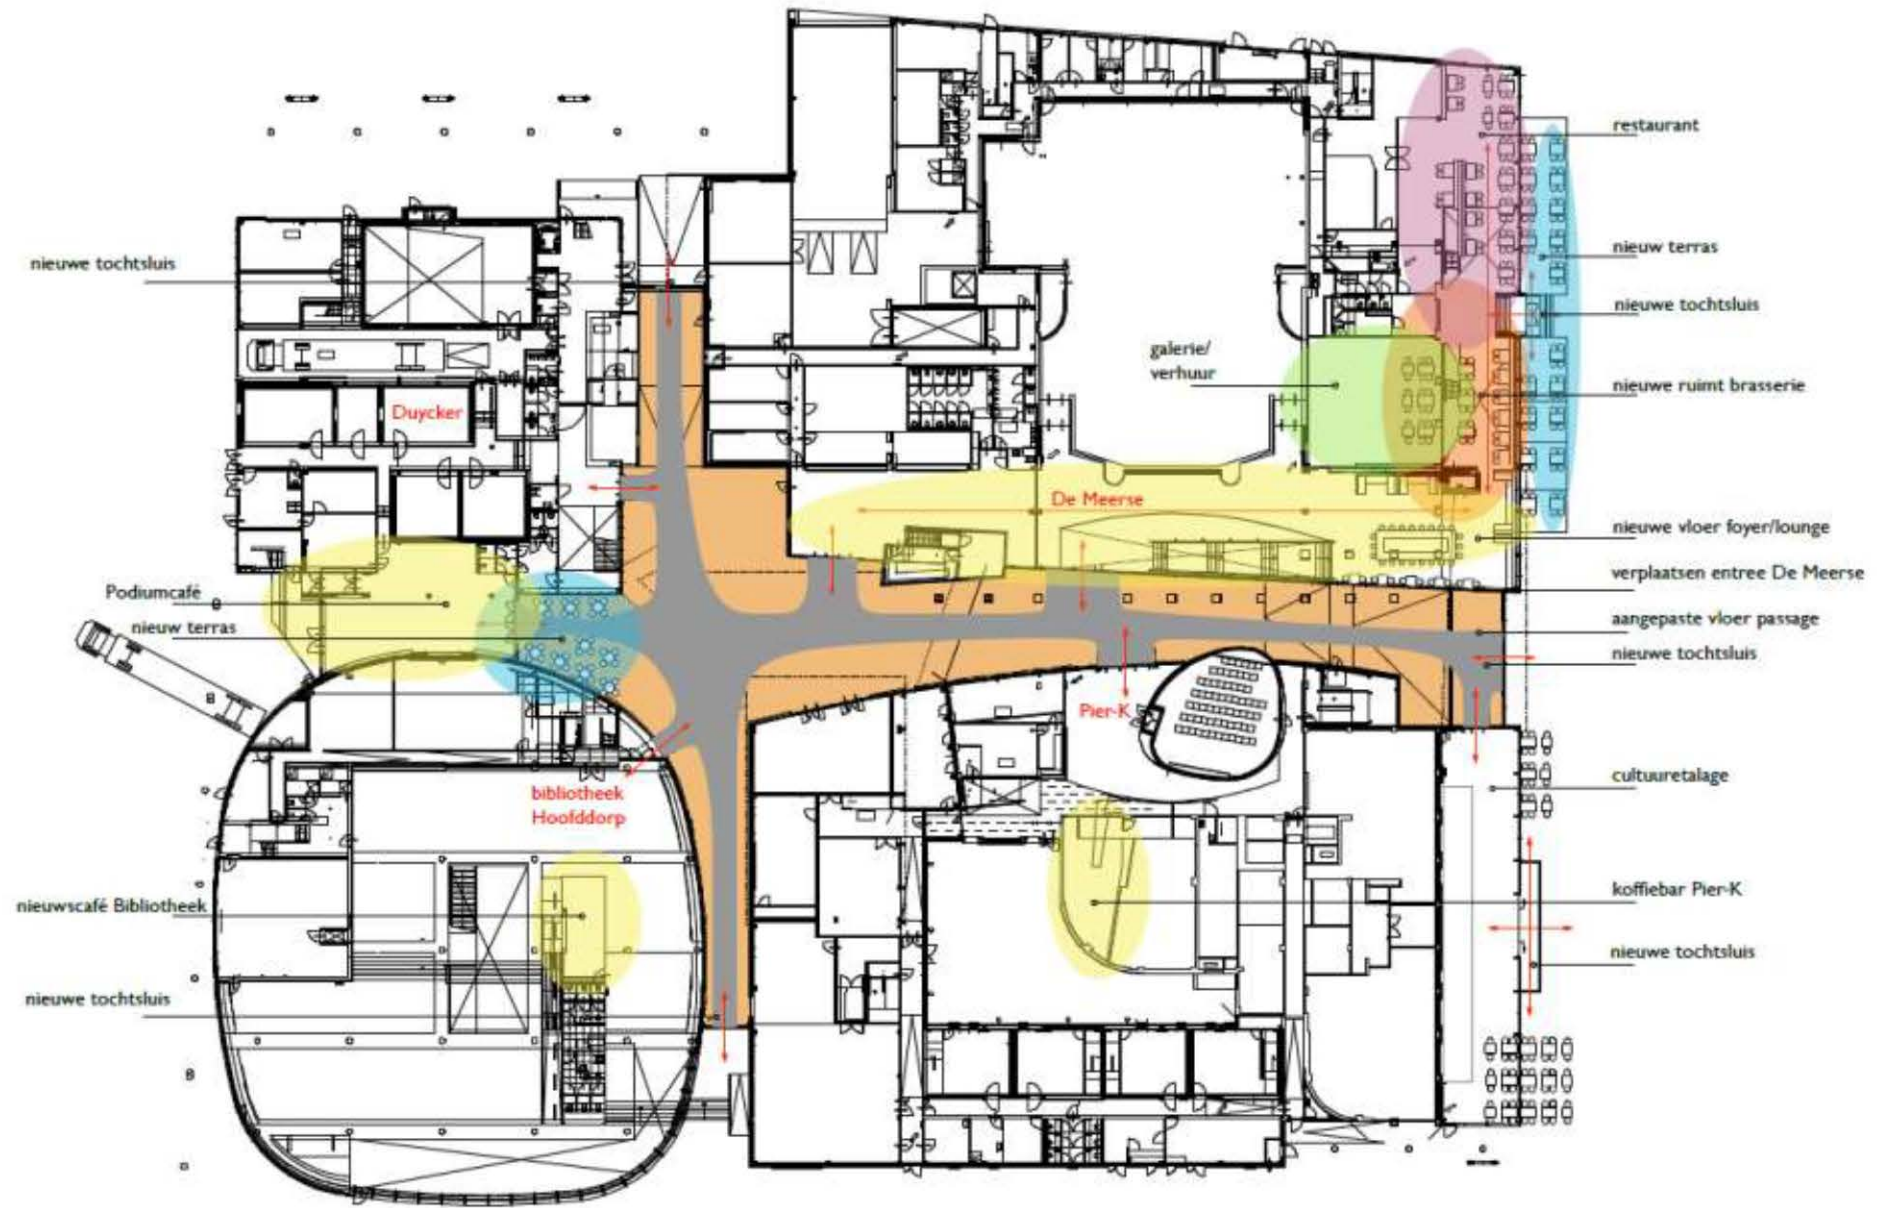 restaurant
nieuw terras
nieuwe tochtsluis
nieuwe tochtsluis
galerie/
verhuur
nieuwe ruimt brasserie
Duycker
De Meerse
nieuwe vloer foyer/lounge
verplaatsen entree De Meerse
Podiumcafé
nieuw terras
aangepaste vloer passage
nieuwe tochtsluis
Pier-K
bibliotheek
Hoofddorp
cultuuretalage
koffiebar Pier-K
nieuwscafé Bibliotheek
nieuwe tochtsluis
nieuwe tochtsluis